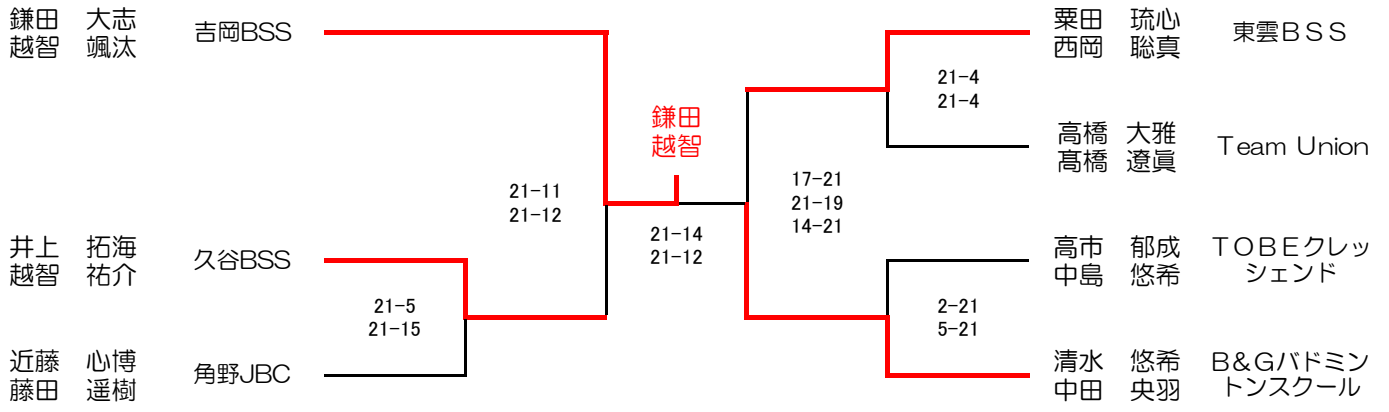 鎌田 大志
越智 颯汰
吉岡BSS
井上 拓海
越智 祐介
久谷BSS
近藤 心博
藤田 遥樹
角野JBC
21-5
21-15
21-11
21-12
鎌田
越智
21-14
21-12
17-21
21-19
14-21
21-4
21-4
2-21
5-21
粟田 琉心
西岡 聡真
東雲BSS
高橋 大雅
髙橋 遼眞
Team Union
高市 郁成
中島 悠希
TOBEクレッ
シェンド
清水 悠希
中田 央羽
B&Gバドミン
トンスクール